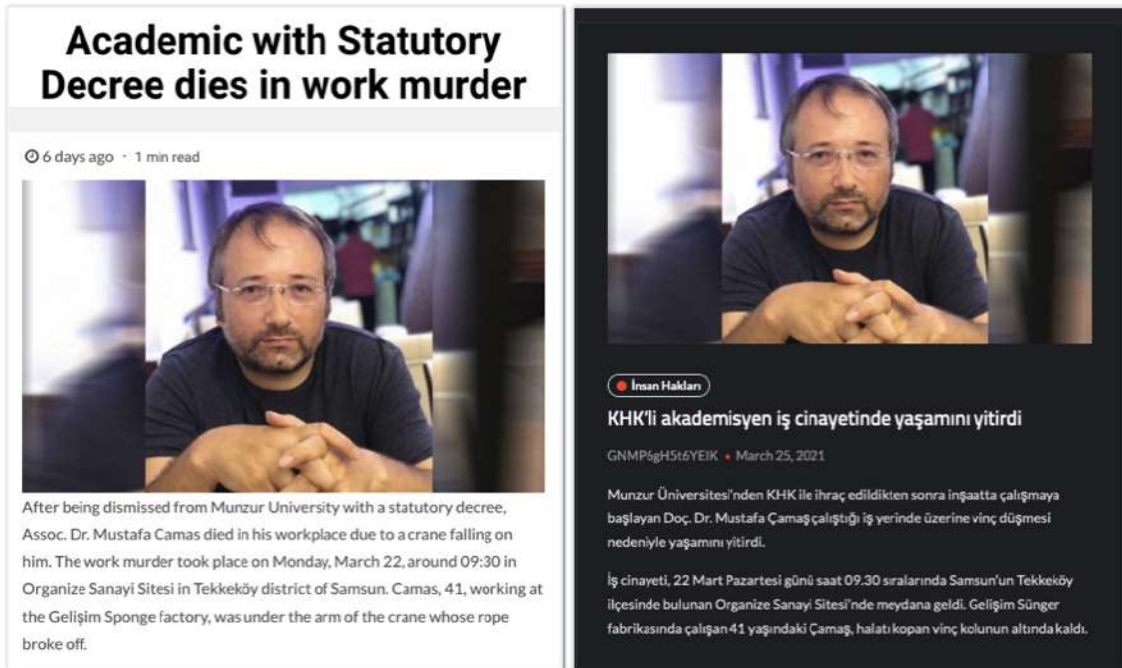 Academic with Statutory
Decree dies in work murder
6 days ago · 1 min read
After being dismissed from Munzur University with a statutory decree,
Assoc. Dr. Mustafa Camas died in his workplace due to a crane falling on
him. The work murder took place on Monday, March 22, around 09:30 in
Organize Sanayi Sitesi in Tekkeköy district of Samsun. Camas, 41, working at
the Gelişim Sponge factory, was under the arm of the crane whose rope
broke off.
İnsan Hakları
KHK'li akademisyen iş cinayetinde yaşamını yitirdi
GNMP6gH5t6YEIK • March 25, 2021
Munzur Üniversitesi'nden KHK ile ihraç edildikten sonra inşaatta çalışmaya
başlayan Doç. Dr. Mustafa Çamaş çalıştığı iş yerinde üzerine vinç düşmesi
nedeniyle yaşamını yitirdi.
İş cinayeti, 22 Mart Pazartesi günü saat 09.30 sıralarında Samsun'un Tekkeköy
ilçesinde bulunan Organize Sanayi Sitesi'nde meydana geldi. Gelişim Sünger
fabrikasında çalışan 41 yaşındaki Çamaş, halatı kopan vinç kolunun altında kaldı.